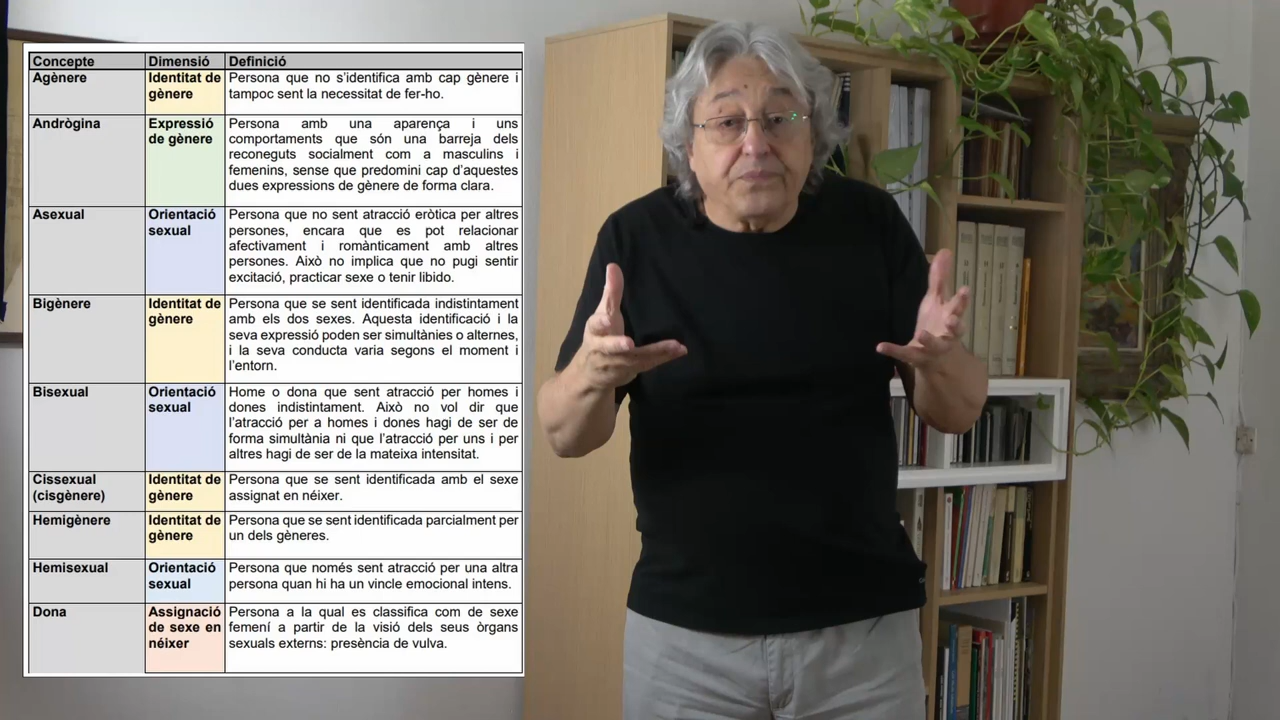 Concepte Dimensió Definició
Agènere Identitat de Persona que no s’identifica amb cap gènere i
gènere tampoc sent la necessitat de fer-ho.
Andrògina Expressió Persona amb una aparença i uns
de gènere comportaments que són una barreja dels
reconeguts socialment com a masculins i
femenins, sense que predomini cap d’aquestes
dues expressions de gènere de forma clara.
Asexual Orientació Persona que no sent atracció eròtica per altres
sexual persones, encara que es pot relacionar
afectivament i romànticament amb altres
persones. Això no implica que no pugi sentir
excitació, practicar sexe o tenir libido.
Bigènere Identitat de Persona que se sent identificada indistintament
gènere amb els dos sexes. Aquesta identificació i la
seva expressió poden ser simultànies o alternes,
i la seva conducta varia segons el moment i
l’entorn.
Bisexual Orientació Home o dona que sent atracció per homes i
sexual dones indistintament. Això no vol dir que
l’atracció per a homes i dones hagi de ser de
forma simultània ni que l’atracció per uns i per
altres hagi de ser de la mateixa intensitat.
Cissexual Identitat de Persona que se sent identificada amb el sexe
(cisgènere) gènere assignat en néixer.
Hemigènere Identitat de Persona que se sent identificada parcialment per
gènere un dels gèneres.
Hemisexual Orientació Persona que només sent atracció per una altra
sexual persona quan hi ha un vincle emocional intens.
Dona Assignació Persona a la qual es classifica com de sexe
de sexe en femení a partir de la visió dels seus òrgans
néixer sexuals externs: presència de vulva.